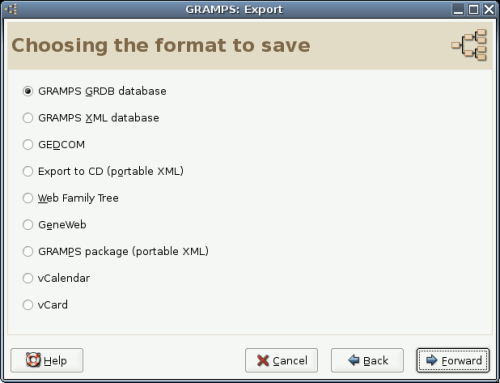 GRAMPS: Export
Choosing the format to save
GRAMPS GRDB database
GRAMPS XML database
GEDCOM
Export to CD (portable XML)
Web Family Tree
GeneWeb
GRAMPS package (portable XML)
vCalendar
vCard
Help
Cancel
Back
Forward